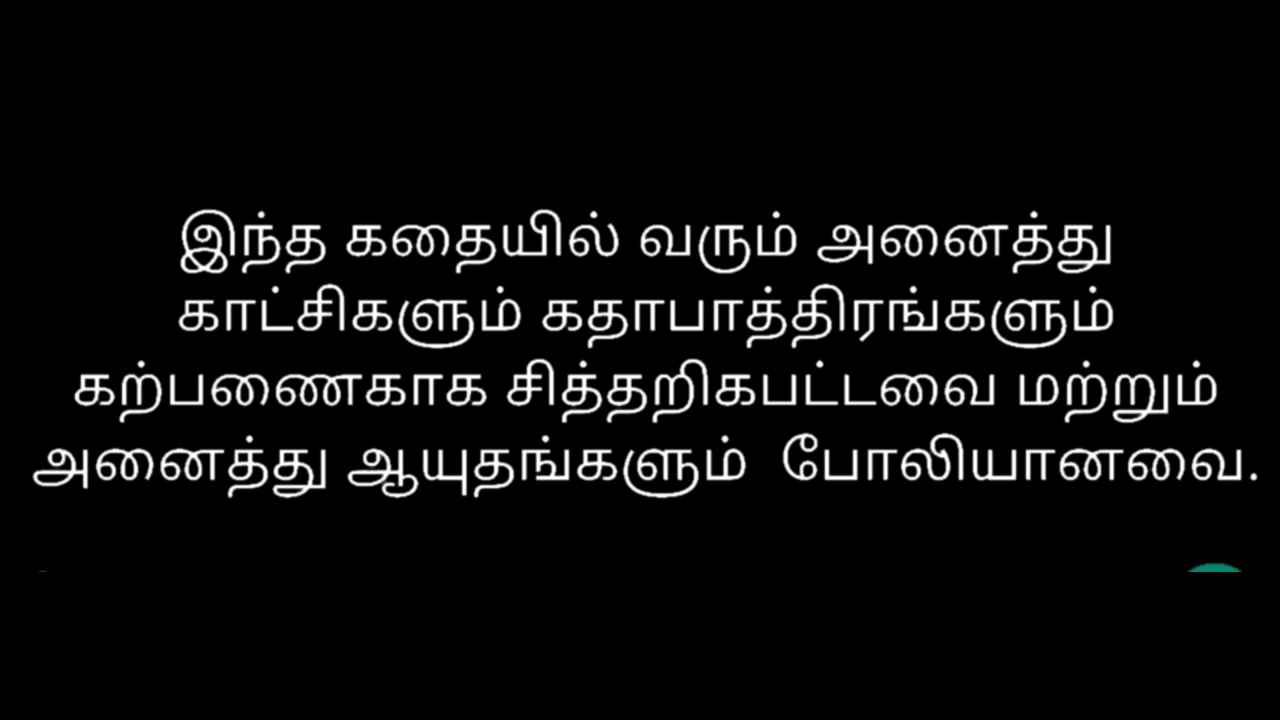 இந்த கதையில் வரும் அனைத்து
காட்சிகளும் கதாபாத்திரங்களும்
கற்பணைகாக சித்தறிகபட்டவை மற்றும்
அனைத்து ஆயுதங்களும் போலியானவை.